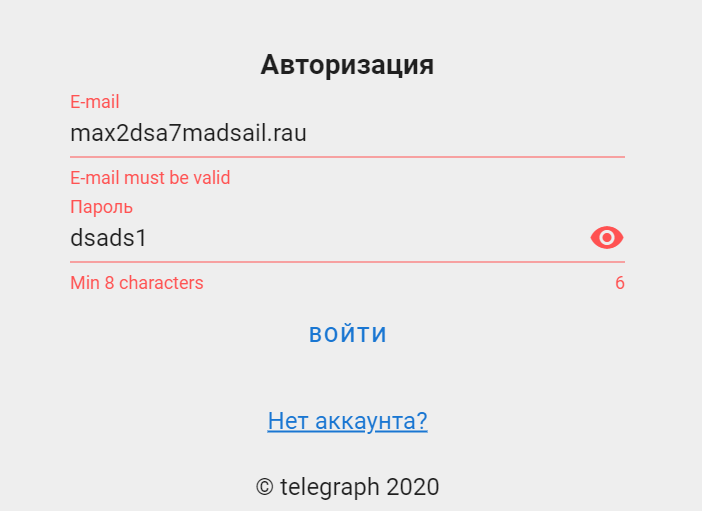 Авторизация
E-mail
max2dsa7madsail.rau
E-mail must be valid
Пароль
dsads1
Min 8 characters 6
ВОЙТИ
Нет аккаунта?
© telegraph 2020